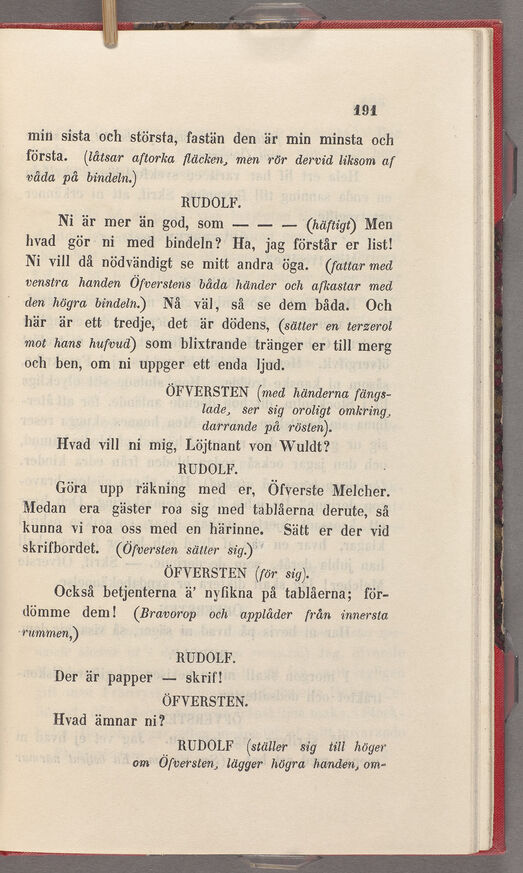 191
min sista och största, fastän den är min minsta och
första. (låtsar aftorka fläcken, men rör dervid liksom af
våda på bindeln.)
RUDOLF.
Ni är mer än god, som — — — (häftigt) Men
hvad gör ni med bindeln? Ha, jag förstår er list!
Ni vill då nödvändigt se mitt andra öga. (fattar med
venstra handen Öfverstens båda händer och afkastar med
den högra bindeln.) Nå väl, så se dem båda. Och
här är ett tredje, det är dödens, (sätter en terzerol
mot hans hufvud) som blixtrande tränger er till merg
och ben, om ni uppger ett enda ljud.
ÖFVERSTEN (med händerna fängs-
lade, ser sig oroligt omkring,
darrande på rösten).
Hvad vill ni mig, Löjtnant von Wuldt?
RUDOLF.
Göra upp räkning med er, Öfverste Melcher.
Medan era gäster roa sig med tablåerna derute, så
kunna vi roa oss med en härinne. Sätt er der vid
skrifbordet. (Öfversten sätter sig.)
ÖFVERSTEN (för sig).
Också betjenterna ä' nyfikna på tablåerna; för-
dömme dem! (Bravorop och applåder från innersta
rummen,)
RUDOLF.
Der är papper — skrif!
ÖFVERSTEN.
Hvad ämnar ni?
RUDOLF (ställer sig till höger
om Öfversten, lägger högra handen, om-